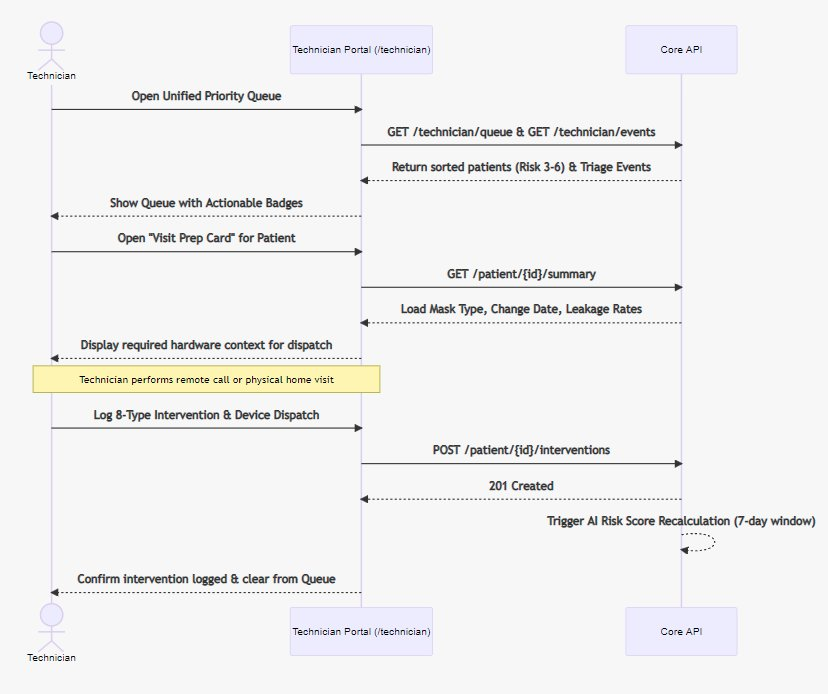 Technician
Technician Portal (/technician)
Core API
Open Unified Priority Queue
GET /technician/queue & GET /technician/events
Return sorted patients (Risk 3-6) & Triage Events
Show Queue with Actionable Badges
Open "Visit Prep Card" for Patient
GET /patient/{id}/summary
Load Mask Type, Change Date, Leakage Rates
Display required hardware context for dispatch
Technician performs remote call or physical home visit
Log 8-Type Intervention & Device Dispatch
POST /patient/{id}/interventions
201 Created
Trigger AI Risk Score Recalculation (7-day window)
Confirm intervention logged & clear from Queue
Technician
Technician Portal (/technician)
Core API